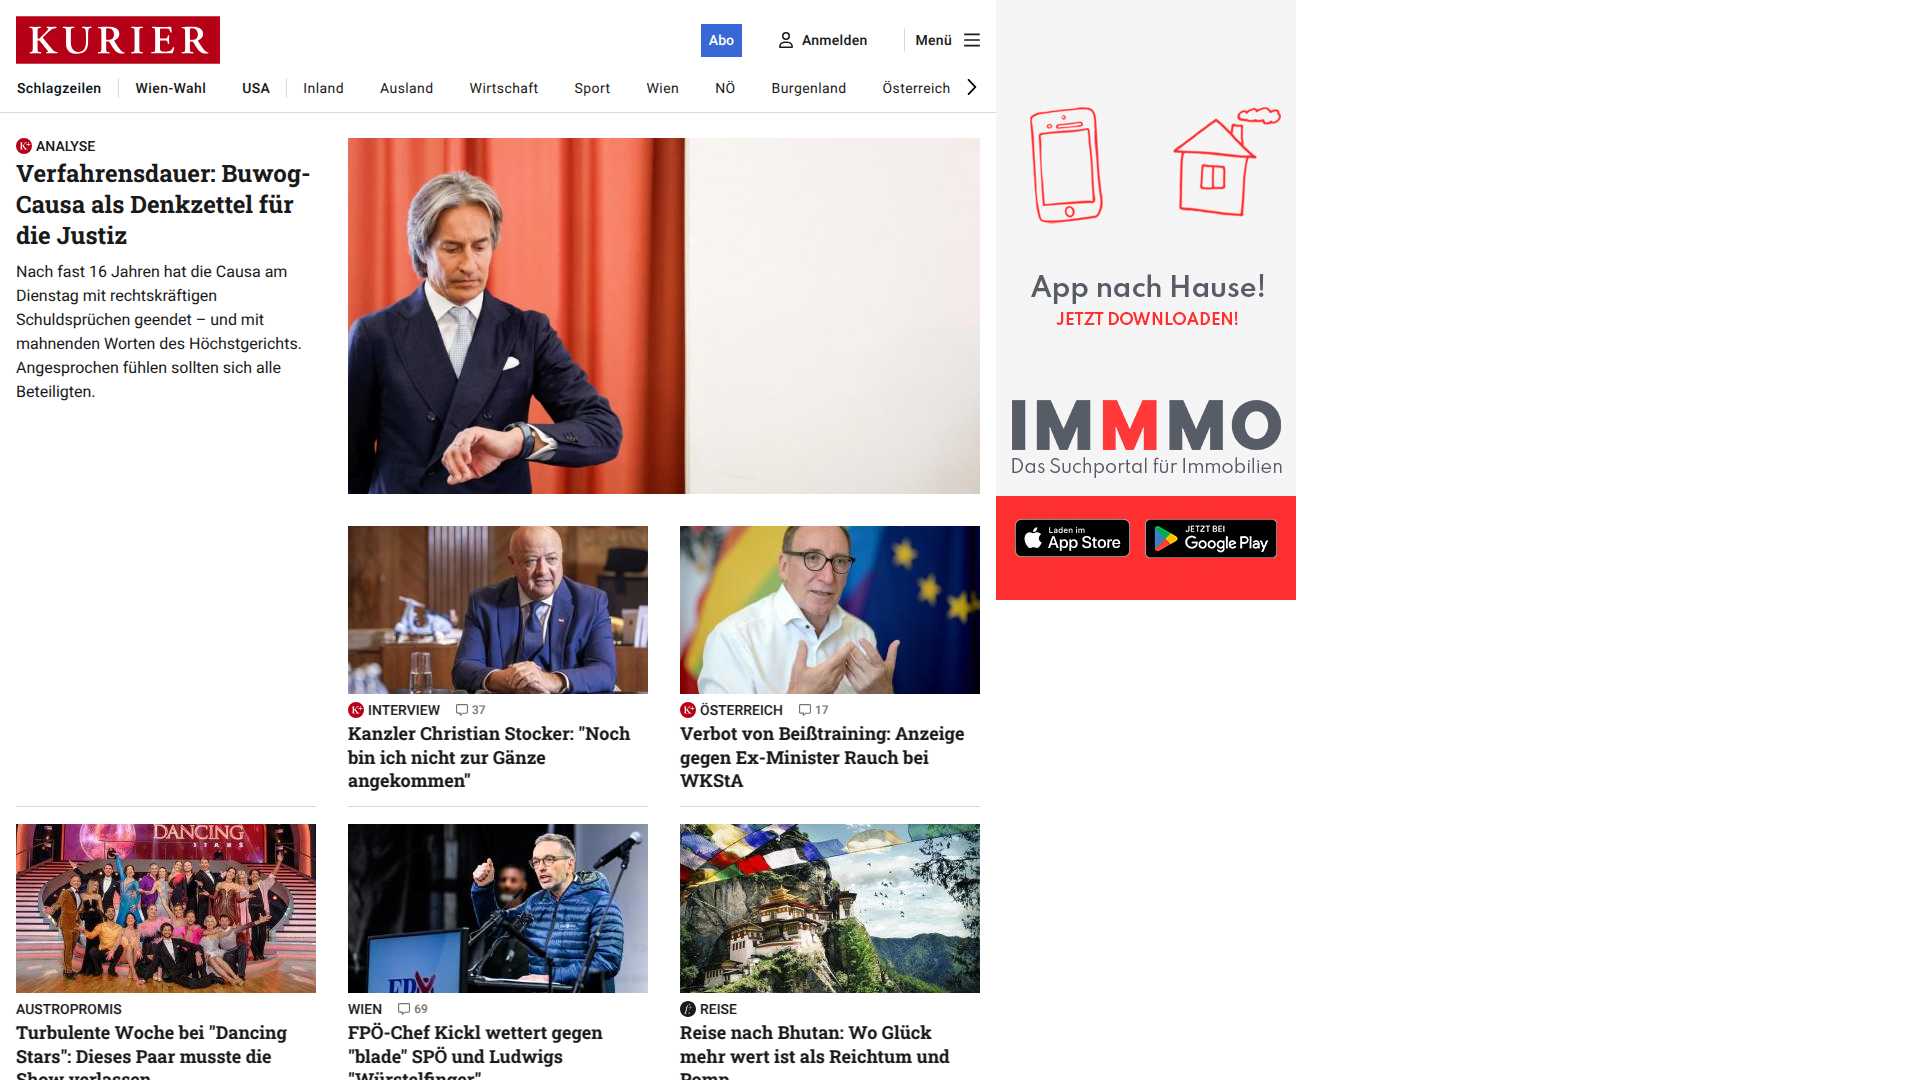 KURIER
Abo
Anmelden
Menü
Schlagzeilen
Wien-Wahl
USA
Inland
Ausland
Wirtschaft
Sport
Wien
NÖ
Burgenland
Österreich
K+ ANALYSE
Verfahrensdauer: Buwog-
Causa als Denkzettel für
die Justiz
Nach fast 16 Jahren hat die Causa am
Dienstag mit rechtskräftigen
Schuldsprüchen geendet – und mit
mahnenden Worten des Höchstgerichts.
Angesprochen fühlen sollten sich alle
Beteiligten.
K+ INTERVIEW 37
Kanzler Christian Stocker: "Noch
bin ich nicht zur Gänze
angekommen"
K+ ÖSTERREICH 17
Verbot von Beißtraining: Anzeige
gegen Ex-Minister Rauch bei
WKStA
DANCING
STARS
AUSTROPROMIS
Turbulente Woche bei "Dancing
Stars": Dieses Paar musste die
Show verlassen
FPÖ
WIEN 69
FPÖ-Chef Kickl wettert gegen
"blade" SPÖ und Ludwigs
"Würstelfinger"
REISE
Reise nach Bhutan: Wo Glück
mehr wert ist als Reichtum und
Pomp
App nach Hause!
JETZT DOWNLOADEN!
IMMMO
Das Suchportal für Immobilien
Laden im
App Store
JETZT BEI
Google Play